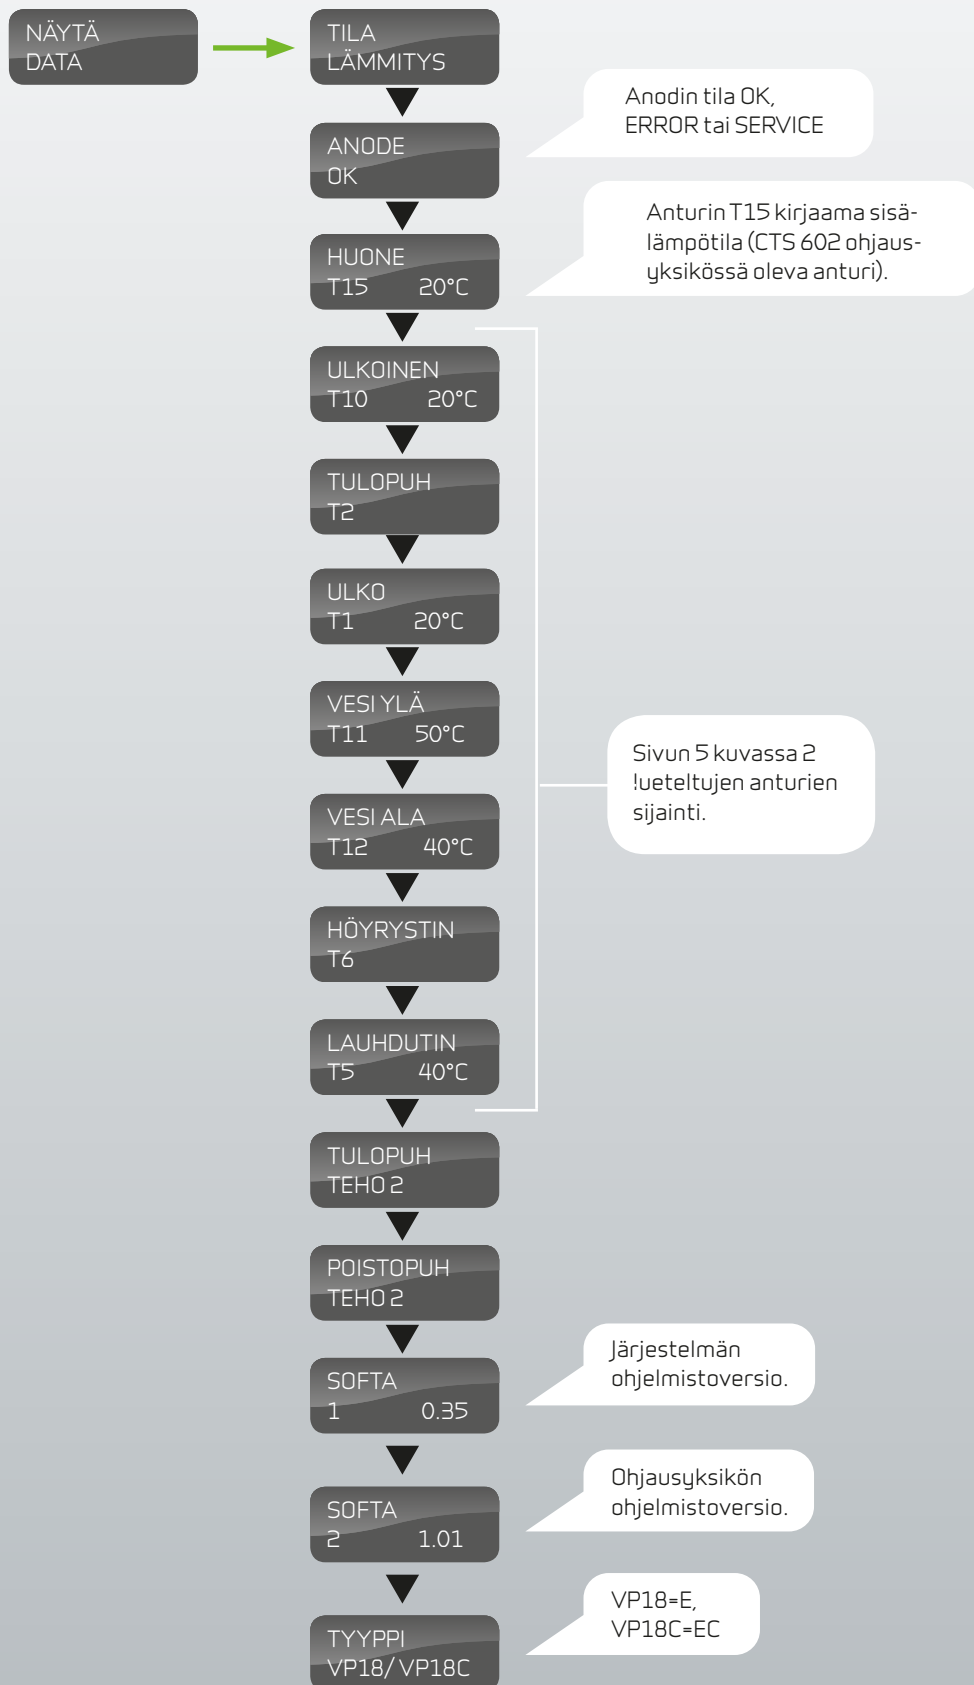 NÄYTÄ
DATA
TILA
LÄMMITYS
Anodin tila OK,
ERROR tai SERVICE
ANODE
OK
Anturin T15 kirjaama sisä-
lämpötila (CTS 602 ohjaus-
yksikössä oleva anturi).
HUONE
T15 20°C
ULKOINEN
T10 20°C
TULOPUH
T2
ULKO
T1 20°C
VESI YLÄ
T11 50°C
Sivun 5 kuvassa 2
lueteltujen anturien
sijainti.
VESI ALA
T12 40°C
HÖYRYSTIN
T6
LAUHDUTIN
T5 40°C
TULOPUH
TEHO 2
POISTOPUH
TEHO 2
Järjestelmän
ohjelmistoversio.
SOFTA
1 0.35
Ohjausyksikön
ohjelmistoversio.
SOFTA
2 1.01
VP18=E,
VP18C=EC
TYYPPI
VP18/ VP18C